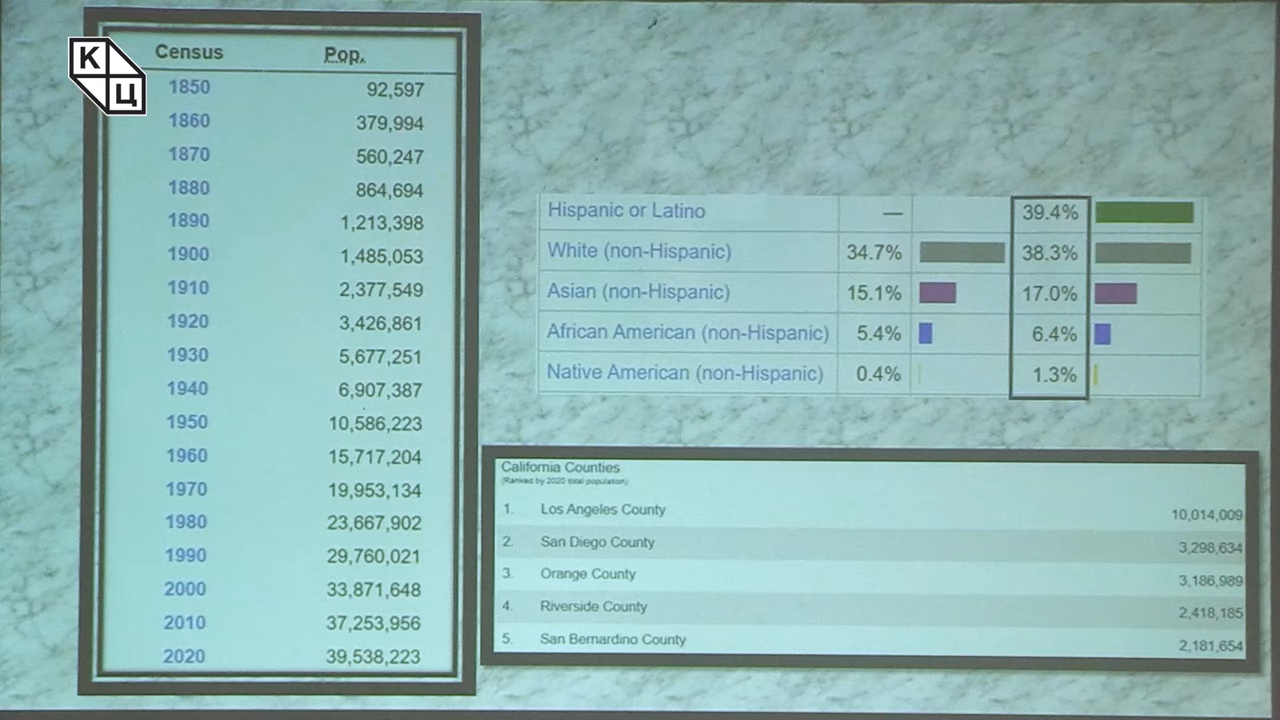 К
Ц
Census Pop.
1850 92,597
1860 379,994
1870 560,247
1880 864,694
1890 1,213,398
1900 1,485,053
1910 2,377,549
1920 3,426,861
1930 5,677,251
1940 6,907,387
1950 10,586,223
1960 15,717,204
1970 19,953,134
1980 23,667,902
1990 29,760,021
2000 33,871,648
2010 37,253,956
2020 39,538,223
Hispanic or Latino — 39.4%
White (non-Hispanic) 34.7% 38.3%
Asian (non-Hispanic) 15.1% 17.0%
African American (non-Hispanic) 5.4% 6.4%
Native American (non-Hispanic) 0.4% 1.3%
California Counties
(Ranked by 2020 total population)
1. Los Angeles County 10,014,009
2. San Diego County 3,298,634
3. Orange County 3,186,989
4. Riverside County 2,418,185
5. San Bernardino County 2,181,654